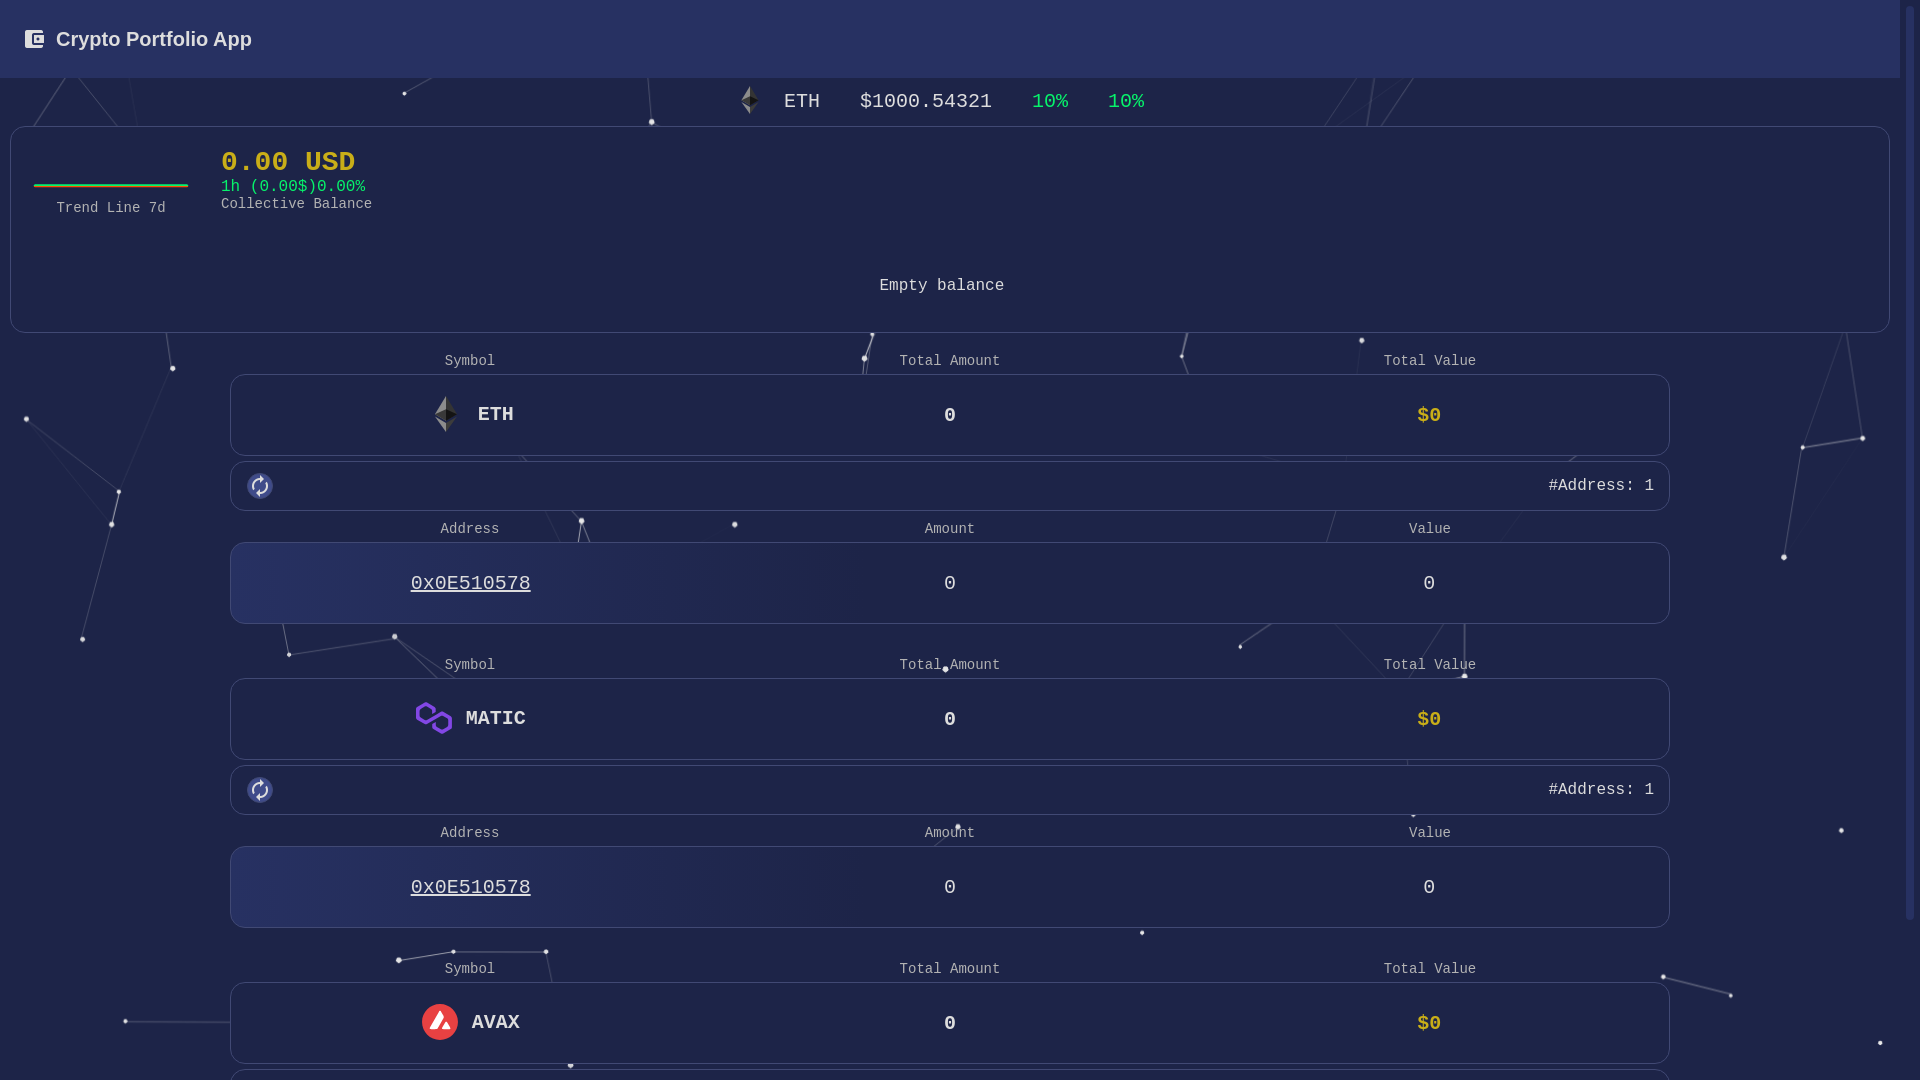 Crypto Portfolio App
ETH $1000.54321 10% 10%
0.00 USD
1h (0.00$)0.00%
Collective Balance
Trend Line 7d
Empty balance
Symbol Total Amount Total Value
ETH 0 $0
#Address: 1
Address Amount Value
0x0E510578 0 0
Symbol Total Amount Total Value
MATIC 0 $0
#Address: 1
Address Amount Value
0x0E510578 0 0
Symbol Total Amount Total Value
AVAX 0 $0